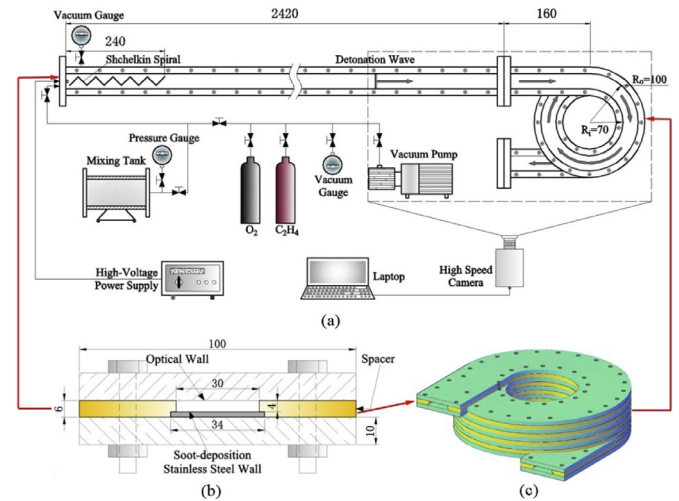 Vacuum Gauge
2420
160
240
Shchelkin Spiral
Detonation Wave
Rₒ=100
Rᵢ=70
Pressure Gauge
Mixing Tank
Vacuum Pump
Vacuum
Gauge
O₂
C₂H₄
High-Voltage
Power Supply
Laptop
High Speed
Camera
(a)
100
Optical Wall
Spacer
30
6
4
34
10
Soot-deposition
Stainless Steel Wall
(b)
(c)